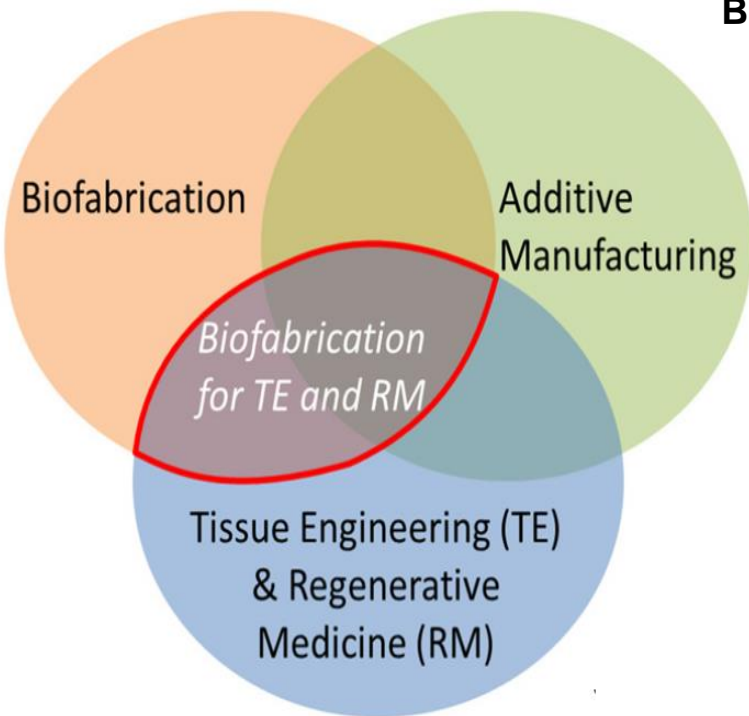 B
Biofabrication
Additive
Manufacturing
Biofabrication
for TE and RM
Tissue Engineering (TE)
& Regenerative
Medicine (RM)